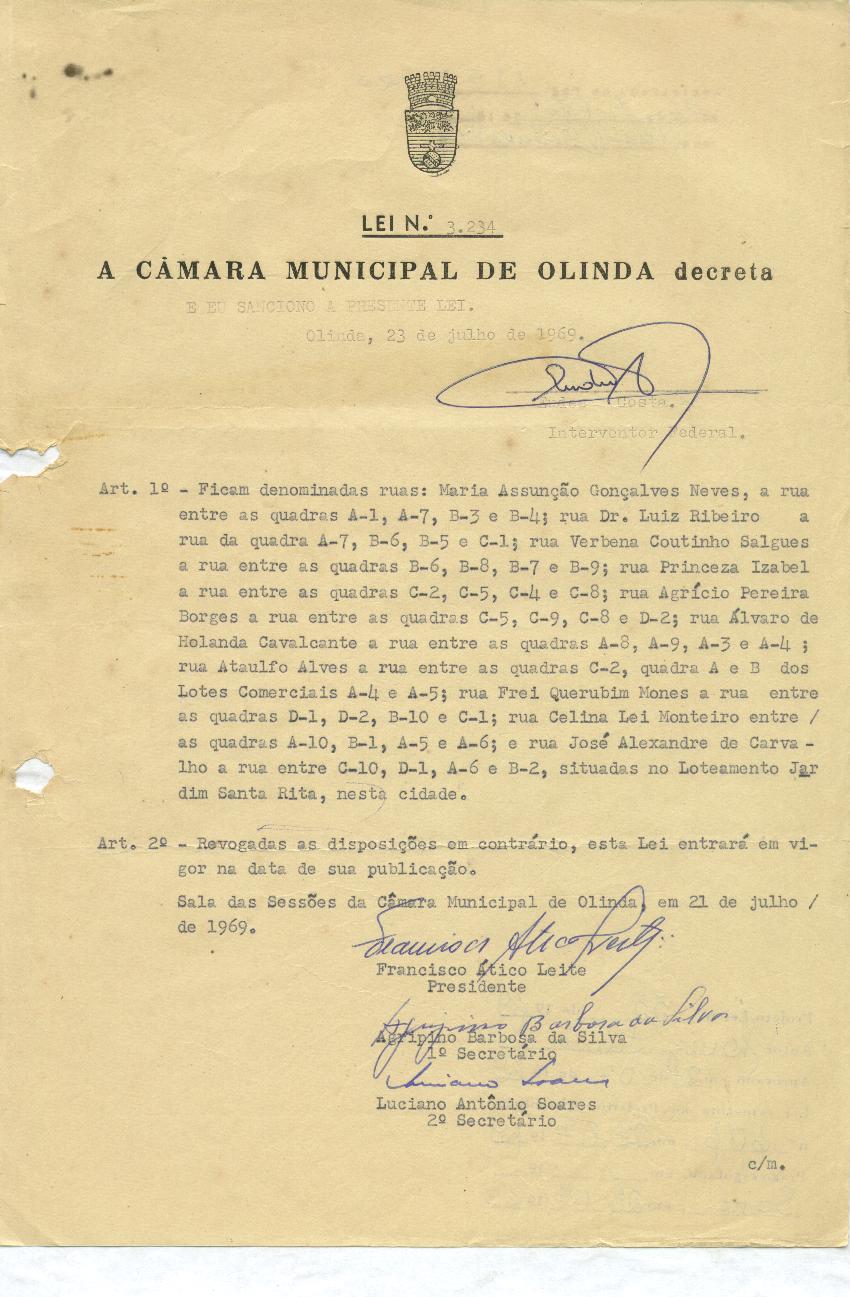 LEI N.º 3.234
A CÂMARA MUNICIPAL DE OLINDA decreta
E EU SANCIONO A PRESENTE LEI.
Olinda, 23 de julho de 1969.
Costa.
Interventor Federal.
Art. 1º - Ficam denominadas ruas: Maria Assunção Gonçalves Neves, a rua
entre as quadras A-1, A-7, B-3 e B-4; rua Dr. Luiz Ribeiro a
rua da quadra A-7, B-6, B-5 e C-1; rua Verbena Coutinho Salgues
a rua entre as quadras B-6, B-8, B-7 e B-9; rua Princeza Izabel
a rua entre as quadras C-2, C-5, C-4 e C-8; rua Agrício Pereira
Borges a rua entre as quadras C-5, C-9, C-8 e D-2; rua Álvaro de
Holanda Cavalcante a rua entre as quadras A-8, A-9, A-3 e A-4 ;
rua Ataulfo Alves a rua entre as quadras C-2, quadra A e B dos
Lotes Comerciais A-4 e A-5; rua Frei Querubim Mones a rua entre
as quadras D-1, D-2, B-10 e C-1; rua Celina Lei Monteiro entre /
as quadras A-10, B-1, A-5 e A-6; e rua José Alexandre de Carva -
lho a rua entre C-10, D-1, A-6 e B-2, situadas no Loteamento Jar
dim Santa Rita, nesta cidade.
Art. 2º - Revogadas as disposições em contrário, esta Lei entrará em vi-
gor na data de sua publicação.
Sala das Sessões da Câmara Municipal de Olinda, em 21 de julho /
de 1969.
Francisco Ático Leite
Francisco Ático Leite
Presidente
Agripino Barbosa da Silva
Agripino Barbosa da Silva
1º Secretário
Luciano Soares
Luciano Antônio Soares
2º Secretário
c/m.